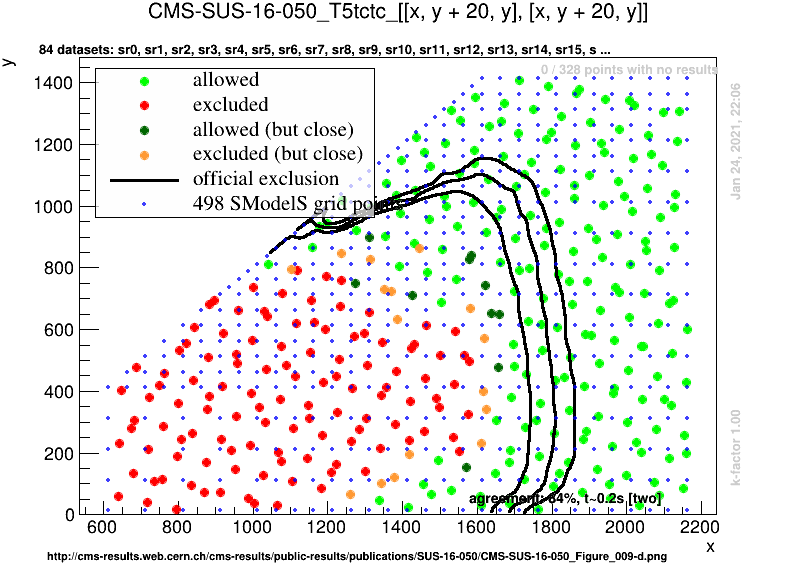 CMS-SUS-16-050_T5tctc_[[x, y + 20, y], [x, y + 20, y]]
84 datasets: sr0, sr1, sr2, sr3, sr4, sr5, sr6, sr7, sr8, sr9, sr10, sr11, sr12, sr13, sr14, sr15, s ...
y
0 / 328 points with no results
allowed
excluded
allowed (but close)
excluded (but close)
official exclusion
498 SModelS grid points
Jan 24, 2021, 22:06
k-factor 1.00
1400
1200
1000
800
600
400
200
0
agreement: 84%, t~0.2s [two]
600 800 1000 1200 1400 1600 1800 2000 2200
x
http://cms-results.web.cern.ch/cms-results/public-results/publications/SUS-16-050/CMS-SUS-16-050_Figure_009-d.png